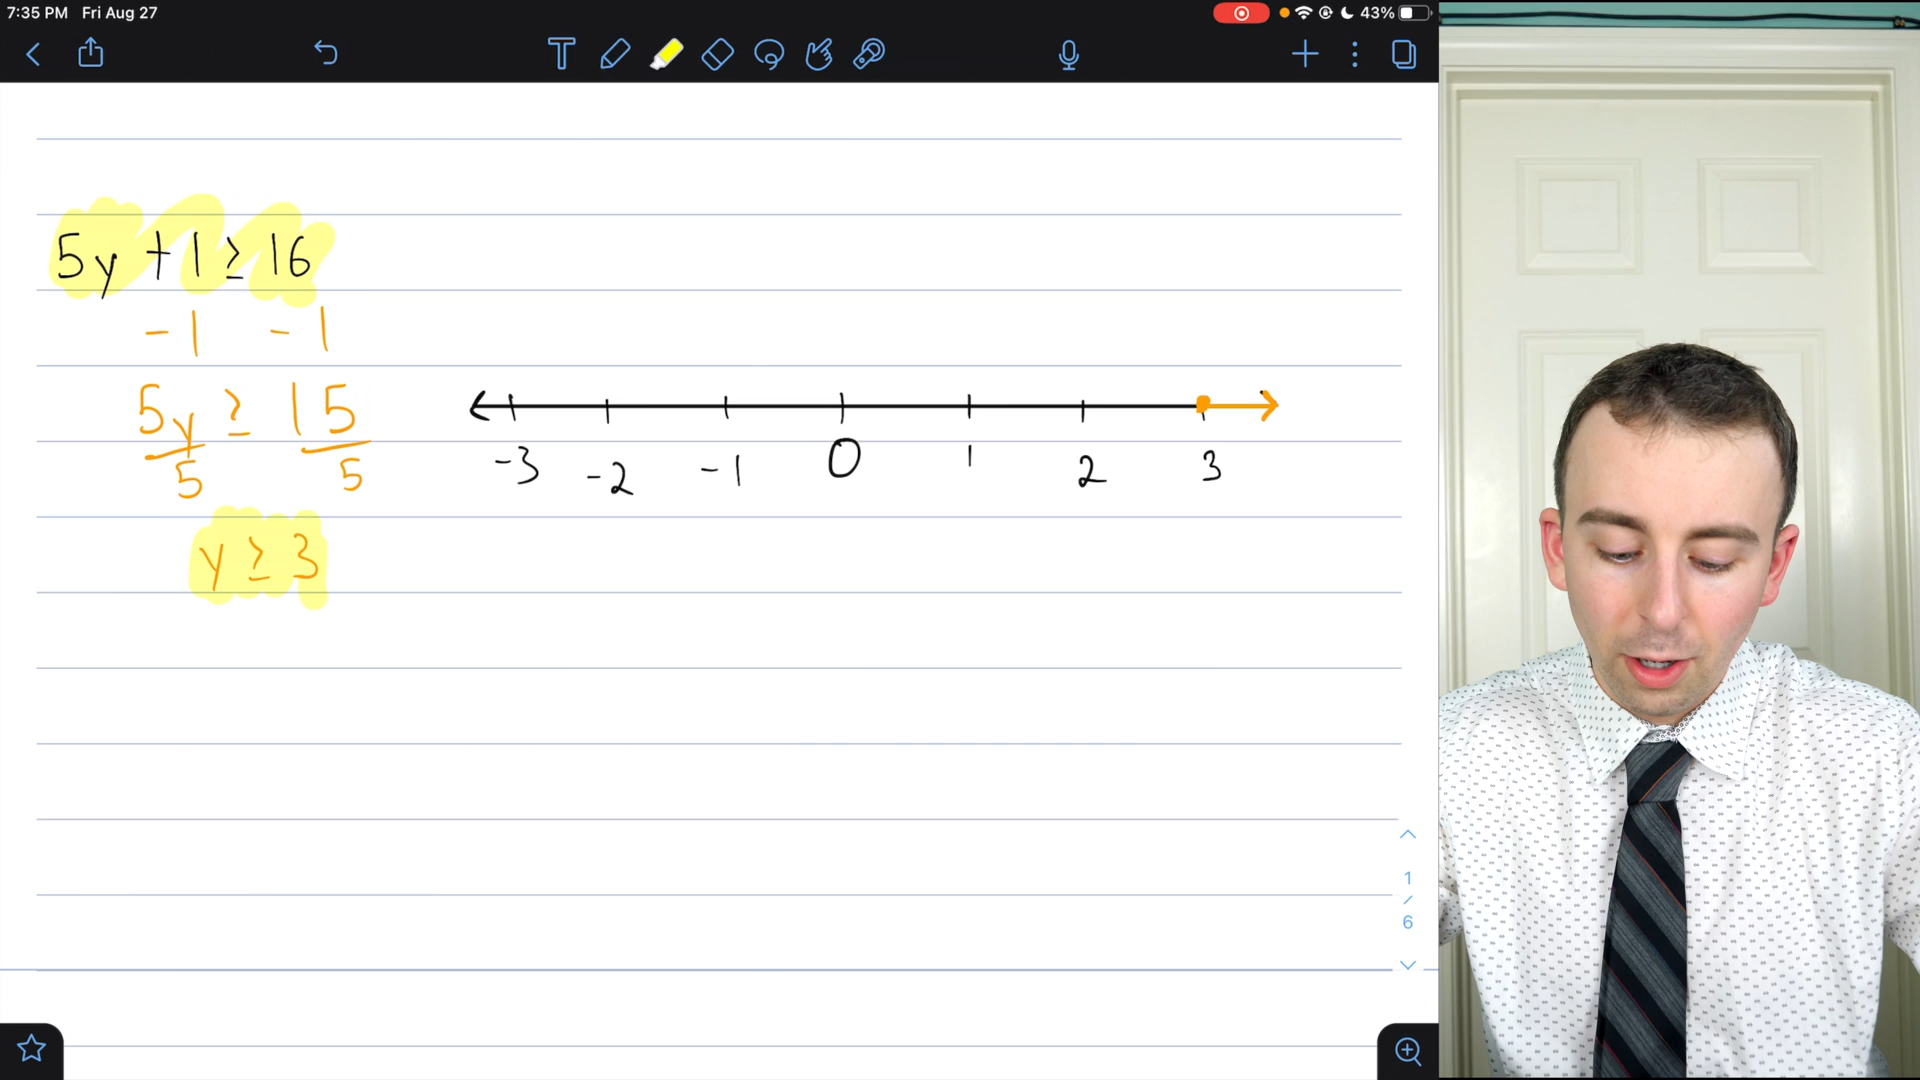 7:35 PM Fri Aug 27
43%
5y + 1 ≥ 16
- 1 - 1
5y ≥ 15
5 5
y ≥ 3
-3 -2 -1 0 1 2 3
1
/
6